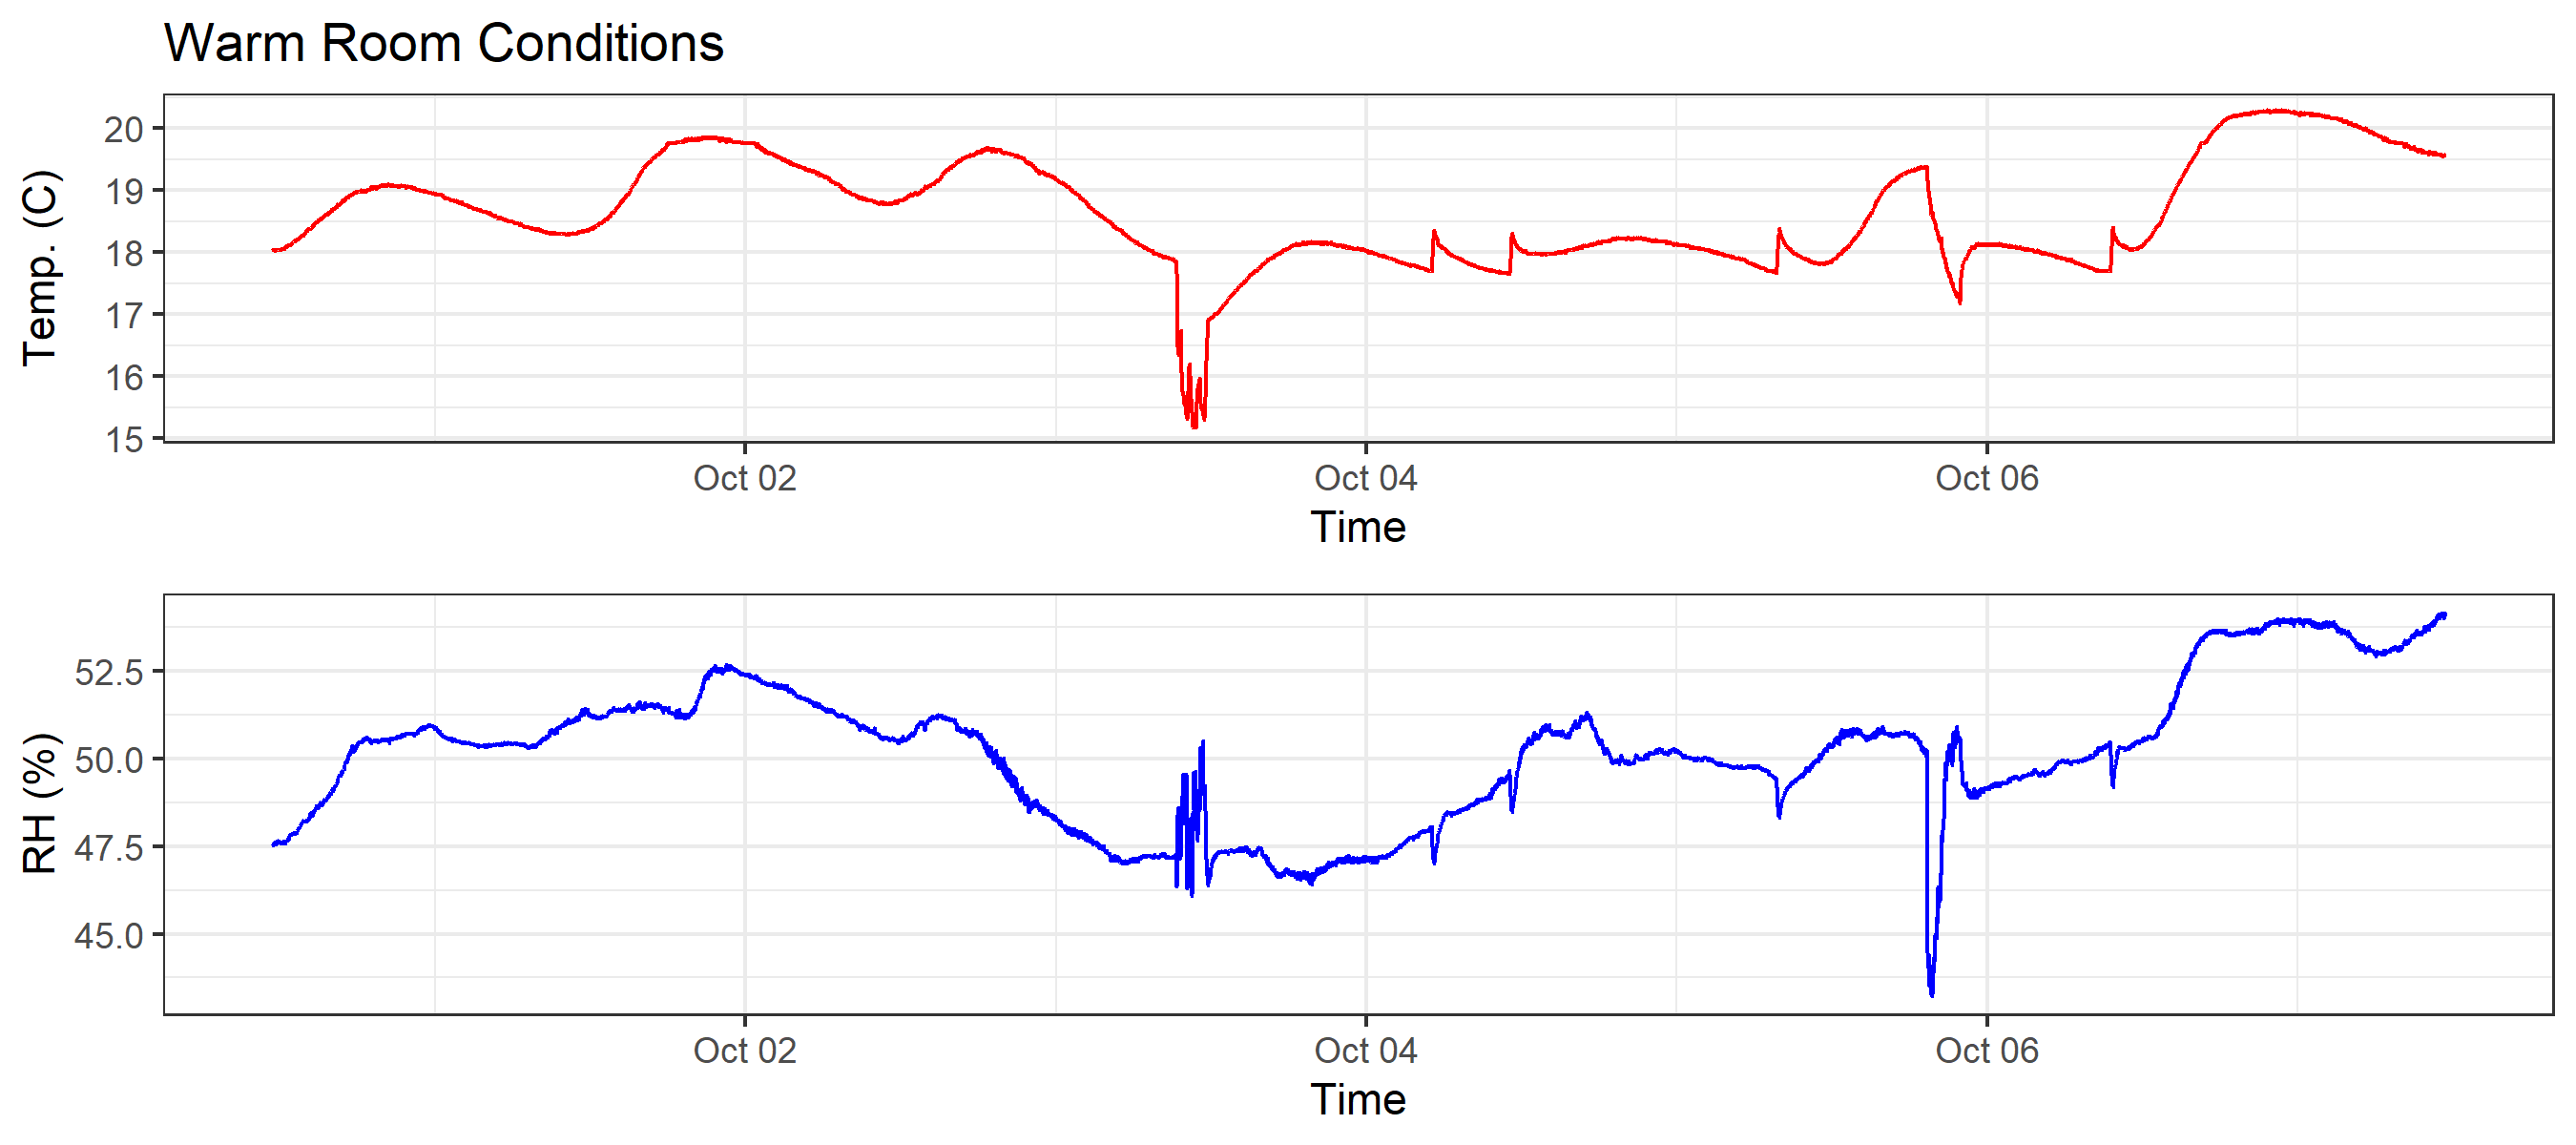 Warm Room Conditions
Temp. (C)
20
19
18
17
16
15
Oct 02 Oct 04 Oct 06
Time
RH (%)
52.5
50.0
47.5
45.0
Oct 02 Oct 04 Oct 06
Time